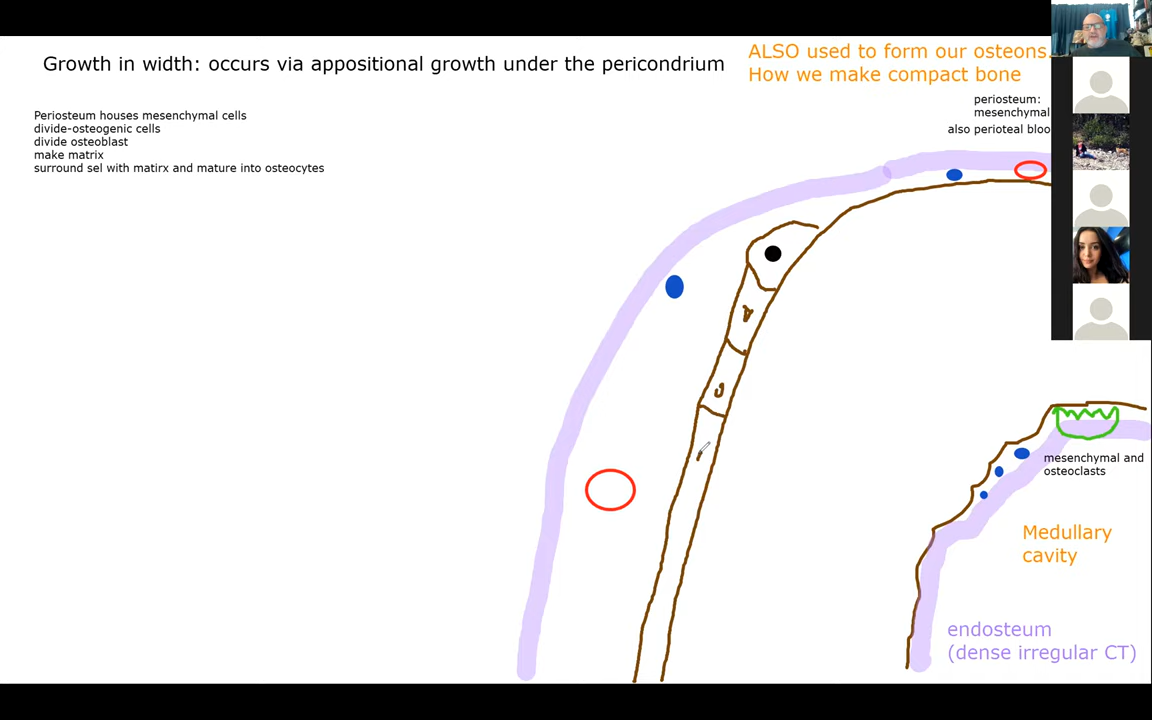 Growth in width: occurs via appositional growth under the pericondrium
ALSO used to form our osteons.
How we make compact bone
Periosteum houses mesenchymal cells
divide-osteogenic cells
divide osteoblast
make matrix
surround sel with matirx and mature into osteocytes
periosteum:
mesenchymal
also perioteal bloo
mesenchymal and
osteoclasts
Medullary
cavity
endosteum
(dense irregular CT)